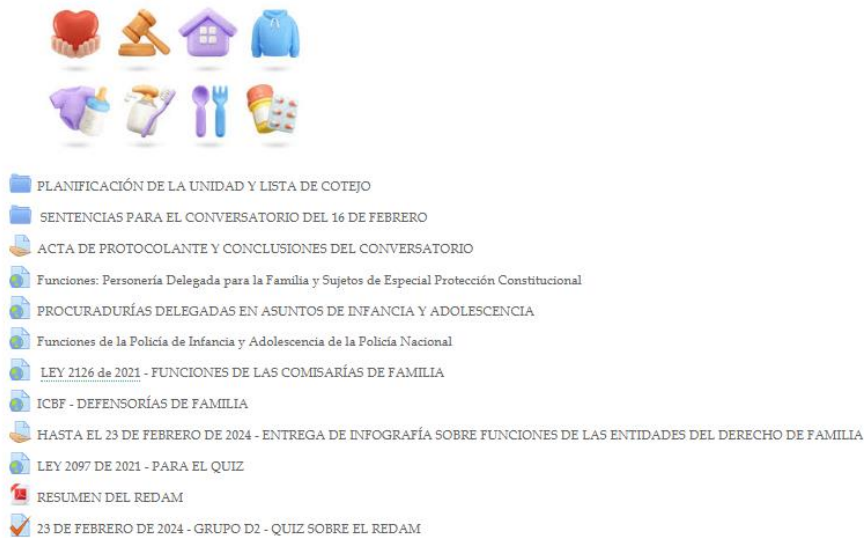 PLANIFICACIÓN DE LA UNIDAD Y LISTA DE COTEJO
SENTENCIAS PARA EL CONVERSATORIO DEL 16 DE FEBRERO
ACTA DE PROTOCOLANTE Y CONCLUSIONES DEL CONVERSATORIO
Funciones: Personería Delegada para la Familia y Sujetos de Especial Protección Constitucional
PROCURADURÍAS DELEGADAS EN ASUNTOS DE INFANCIA Y ADOLESCENCIA
Funciones de la Policía de Infancia y Adolescencia de la Policía Nacional
LEY 2126 de 2021 - FUNCIONES DE LAS COMISARÍAS DE FAMILIA
ICBF - DEFENSORÍAS DE FAMILIA
HASTA EL 23 DE FEBRERO DE 2024 - ENTREGA DE INFOGRAFÍA SOBRE FUNCIONES DE LAS ENTIDADES DEL DERECHO DE FAMILIA
LEY 2097 DE 2021 - PARA EL QUIZ
RESUMEN DEL REDAM
23 DE FEBRERO DE 2024 - GRUPO D2 - QUIZ SOBRE EL REDAM